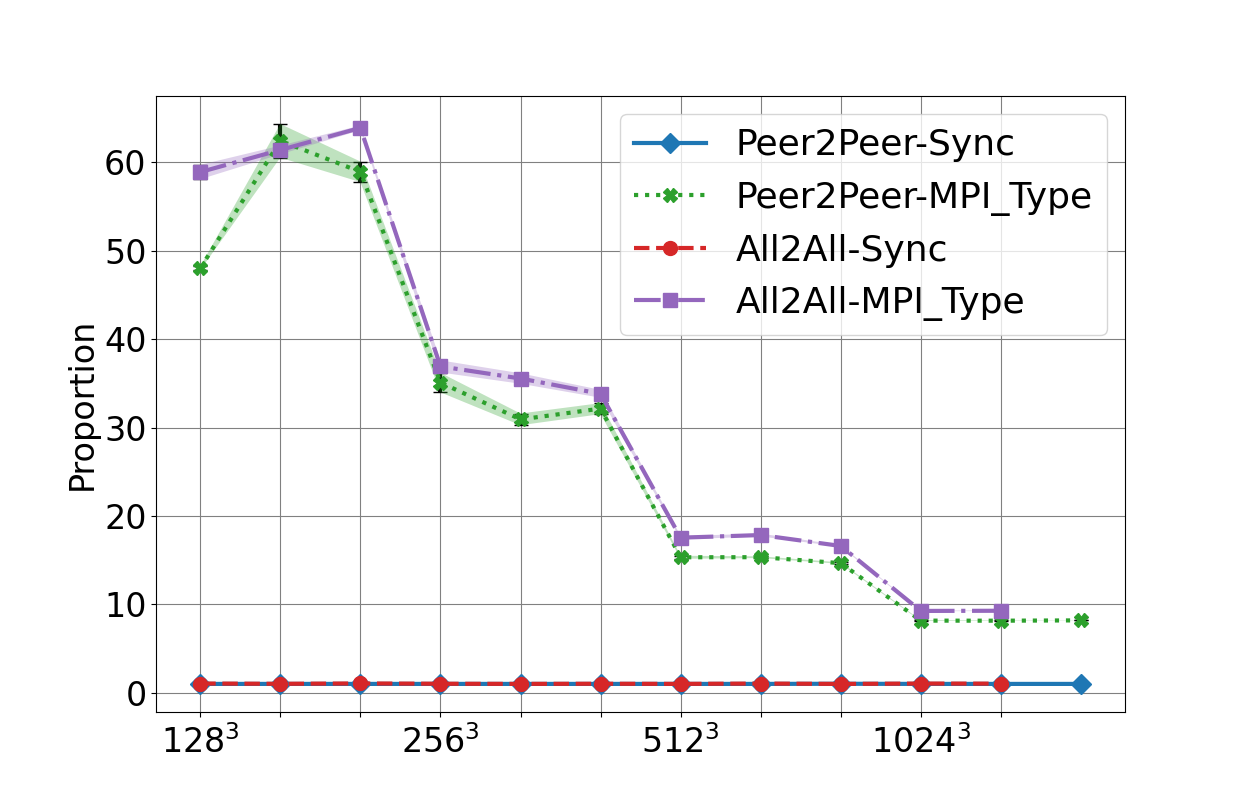 Proportion
60
50
40
30
20
10
0
128³
256³
512³
1024³
Peer2Peer-Sync
Peer2Peer-MPI_Type
All2All-Sync
All2All-MPI_Type